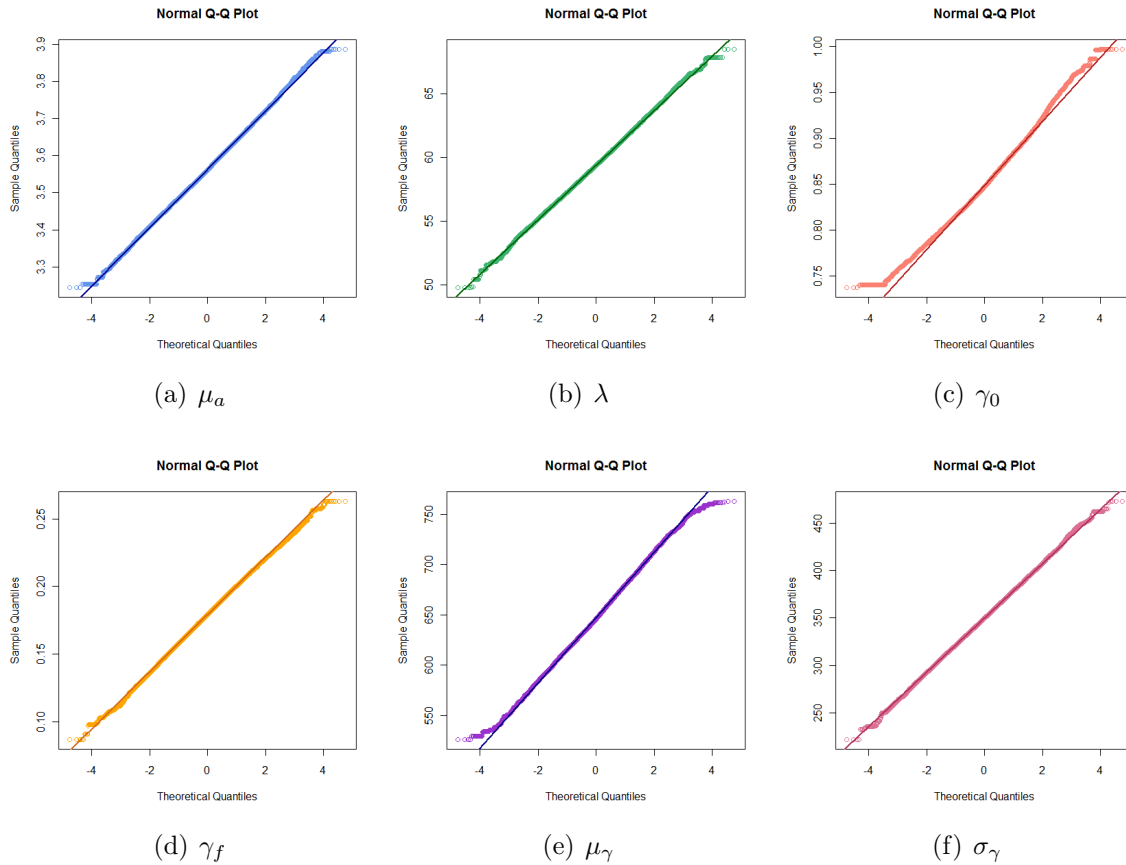 Normal Q-Q Plot
Sample Quantiles
3.3 3.4 3.5 3.6 3.7 3.8 3.9
-4 -2 0 2 4
Theoretical Quantiles
(a) μ_a
Normal Q-Q Plot
Sample Quantiles
50 55 60 65
-4 -2 0 2 4
Theoretical Quantiles
(b) λ
Normal Q-Q Plot
Sample Quantiles
0.75 0.80 0.85 0.90 0.95 1.00
-4 -2 0 2 4
Theoretical Quantiles
(c) γ_0
Normal Q-Q Plot
Sample Quantiles
0.10 0.15 0.20 0.25
-4 -2 0 2 4
Theoretical Quantiles
(d) γ_f
Normal Q-Q Plot
Sample Quantiles
550 600 650 700 750
-4 -2 0 2 4
Theoretical Quantiles
(e) μ_γ
Normal Q-Q Plot
Sample Quantiles
250 300 350 400 450
-4 -2 0 2 4
Theoretical Quantiles
(f) σ_γ